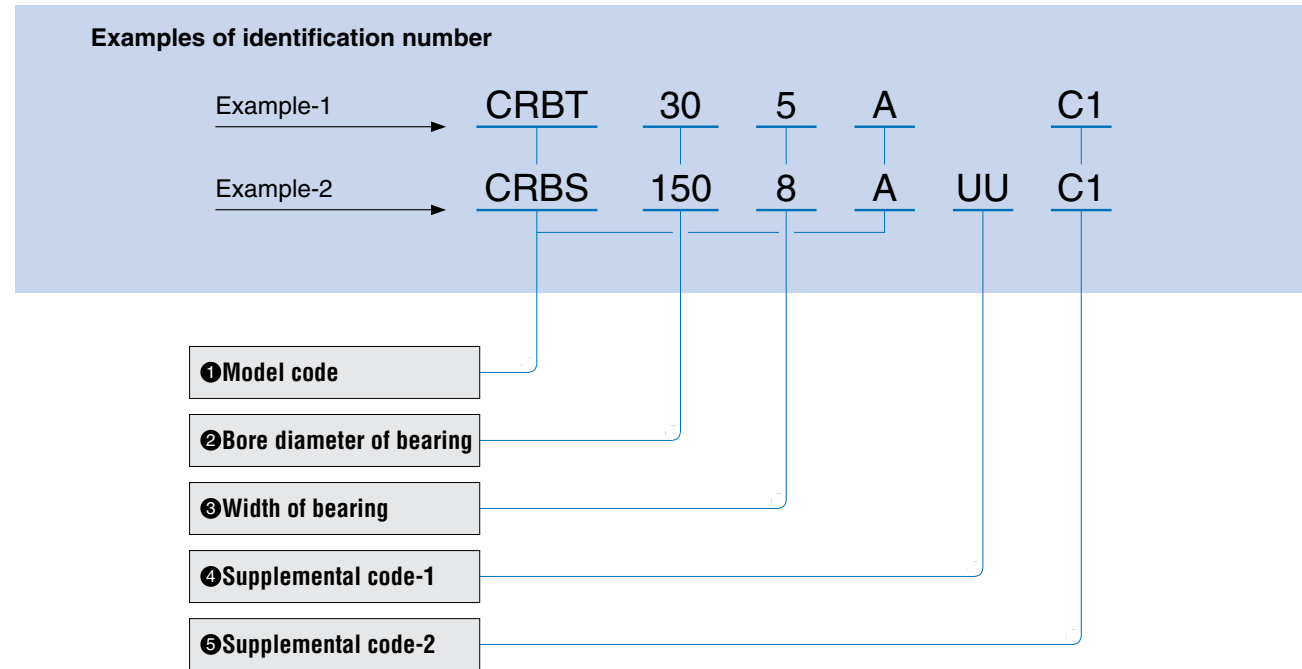 Examples of identification number
Example-1 CRBT 30 5 A C1
Example-2 CRBS 150 8 A UU C1
❶Model code
❷Bore diameter of bearing
❸Width of bearing
❹Supplemental code-1
❺Supplemental code-2